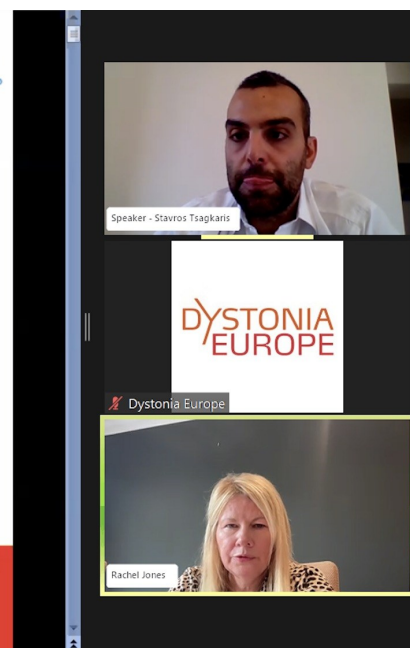 Speaker - Stavros Tsagkaris
DYSTONIA
EUROPE
Dystonia Europe
Rachel Jones